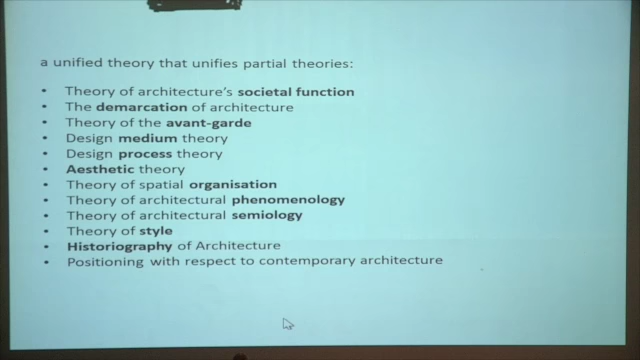 a unified theory that unifies partial theories:
• Theory of architecture's societal function
• The demarcation of architecture
• Theory of the avant-garde
• Design medium theory
• Design process theory
• Aesthetic theory
• Theory of spatial organisation
• Theory of architectural phenomenology
• Theory of architectural semiology
• Theory of style
• Historiography of Architecture
• Positioning with respect to contemporary architecture